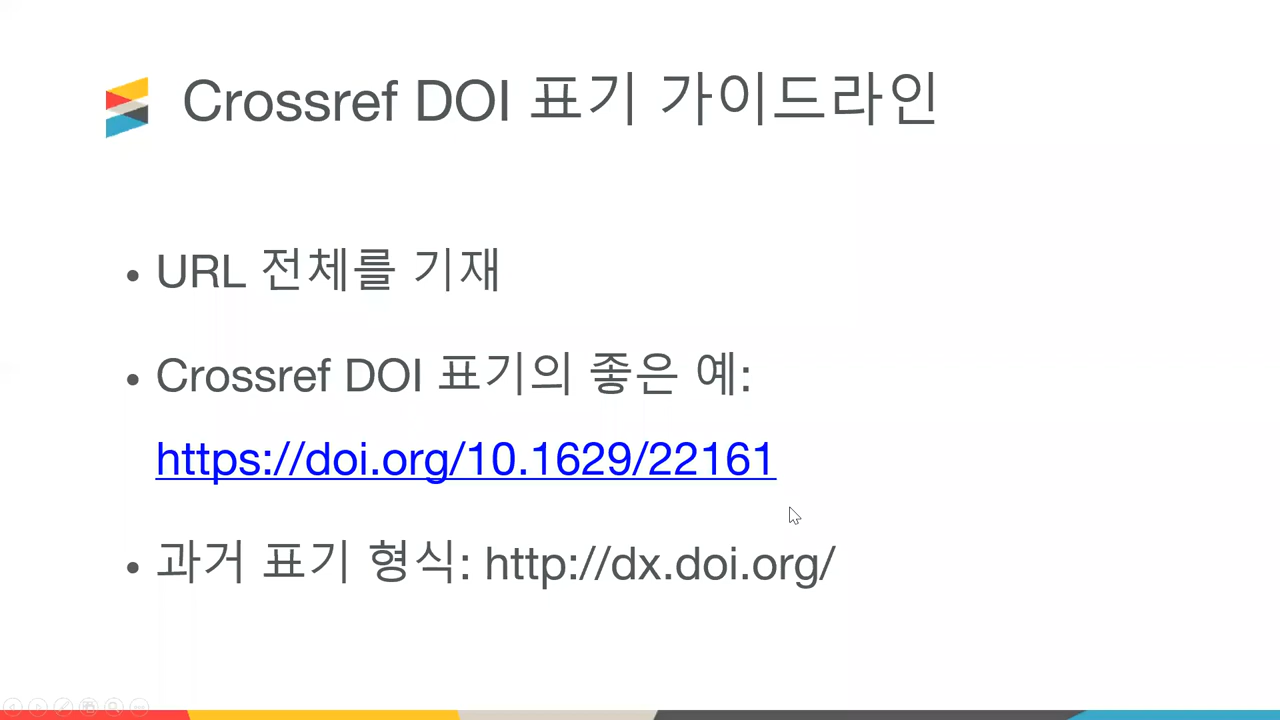 Crossref DOI 표기 가이드라인
• URL 전체를 기재
• Crossref DOI 표기의 좋은 예:
https://doi.org/10.1629/22161
• 과거 표기 형식: http://dx.doi.org/